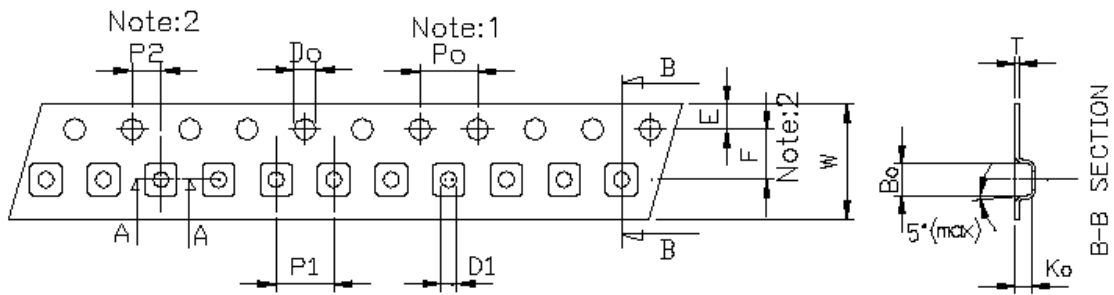 Note:2
P2
Do
Note:1
Po
B
E
F
Note:2
W
A
A
P1
D1
B
T
Bo
5°(max)
Ko
B-B SECTION